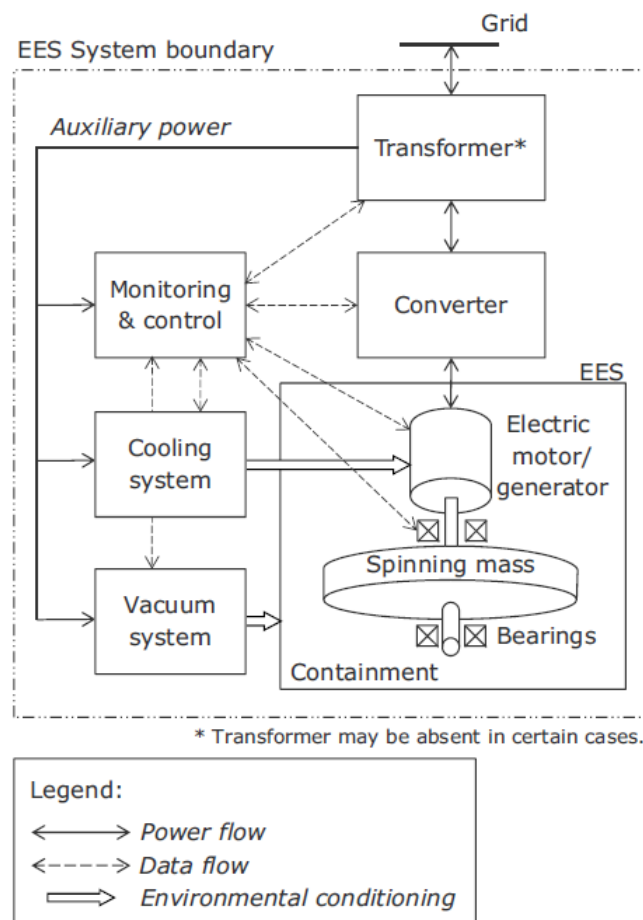 Grid
EES System boundary
Auxiliary power
Transformer*
Monitoring
& control
Converter
EES
Cooling
system
Electric
motor/
generator
Spinning mass
Vacuum
system
Bearings
Containment
* Transformer may be absent in certain cases.
Legend:
Power flow
Data flow
Environmental conditioning